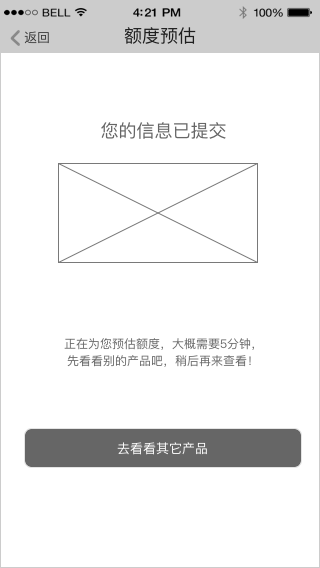 BELL 4:21 PM 100%
返回 额度预估
您的信息已提交
正在为您预估额度，大概需要5分钟，
先看看别的产品吧，稍后再来查看！
去看看其它产品